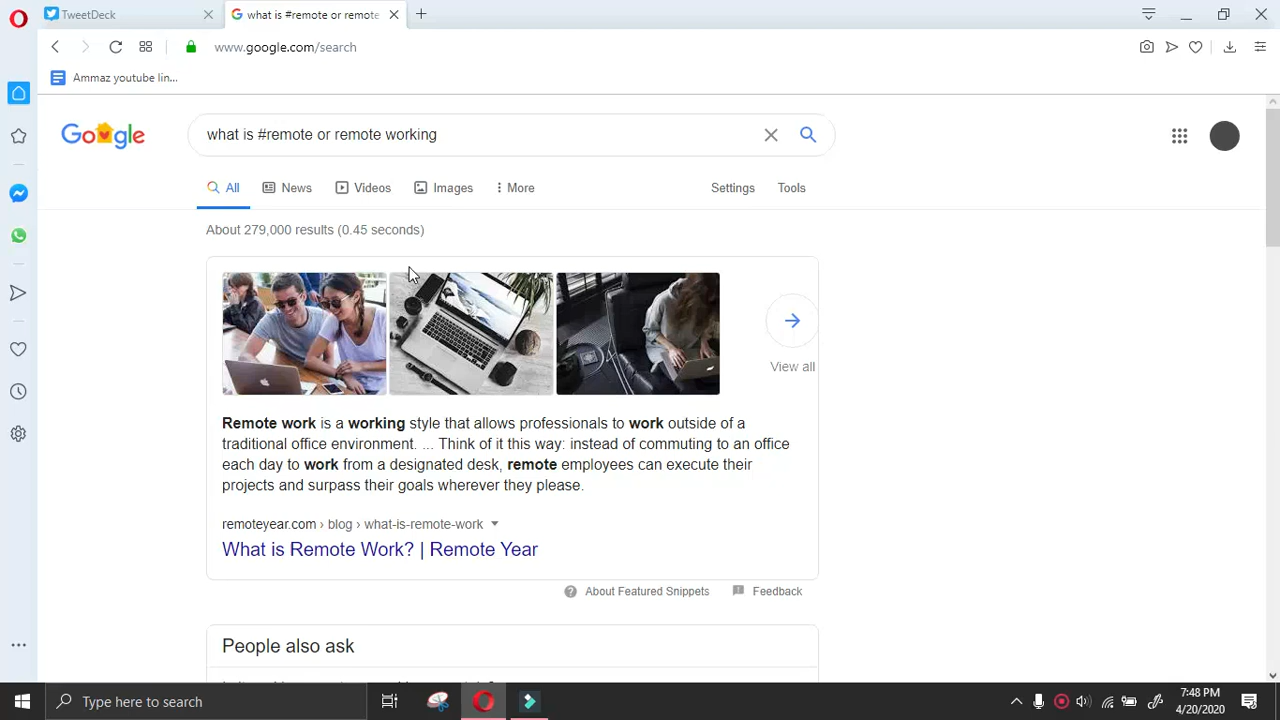 TweetDeck
what is #remote or remote
www.google.com/search
Ammaz youtube lin...
Google
what is #remote or remote working
All
News
Videos
Images
More
Settings
Tools
About 279,000 results (0.45 seconds)
View all
Remote work is a working style that allows professionals to work outside of a
traditional office environment. ... Think of it this way: instead of commuting to an office
each day to work from a designated desk, remote employees can execute their
projects and surpass their goals wherever they please.
remoteyear.com › blog › what-is-remote-work
What is Remote Work? | Remote Year
About Featured Snippets
Feedback
People also ask
Type here to search
7:48 PM
4/20/2020